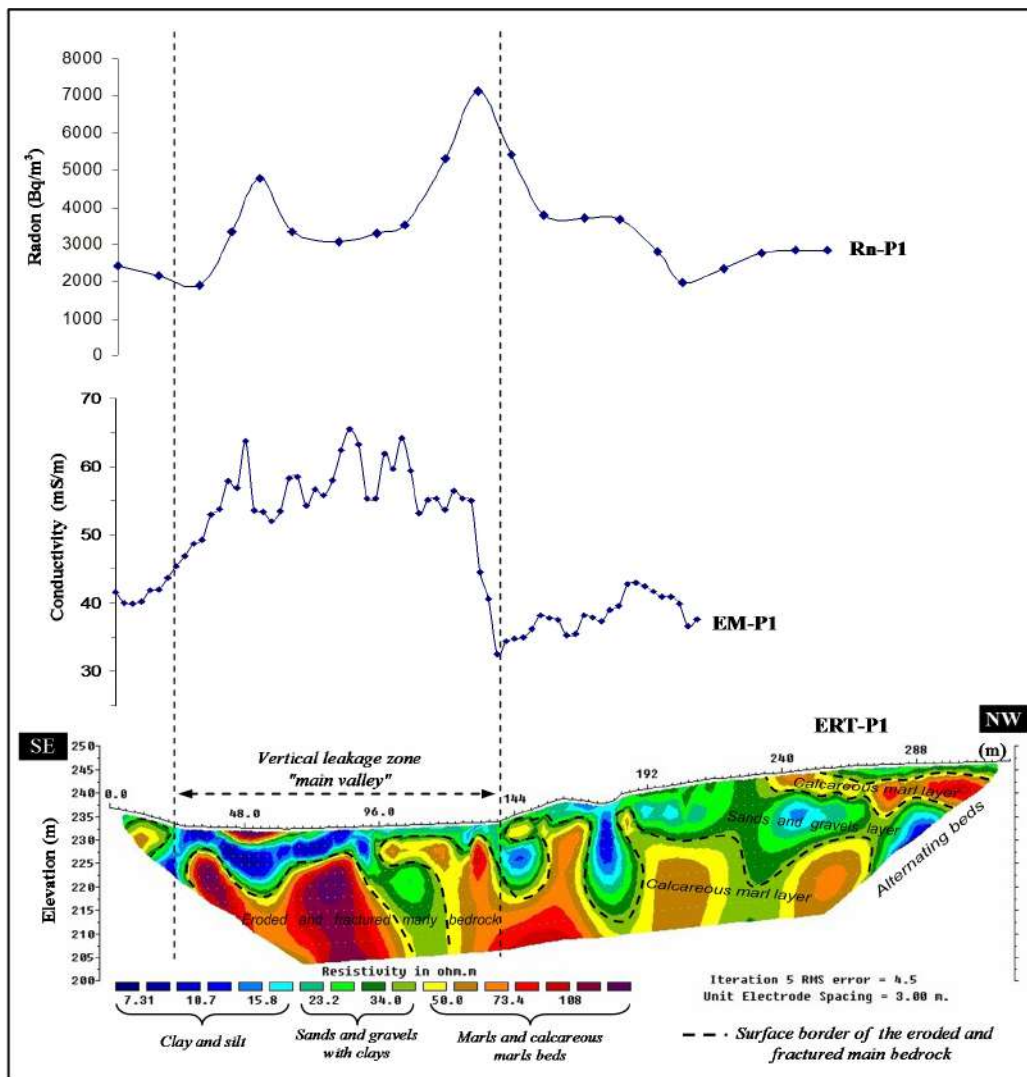 8000
7000
6000
5000
4000
3000
2000
1000
0
Radon (Bq/m³)
Rn-P1
70
60
50
40
30
Conductivity (mS/m)
EM-P1
ERT-P1
SE
NW
(m)
Vertical leakage zone
"main valley"
0.0
48.0
96.0
144
192
240
288
250
245
240
235
230
225
220
215
210
205
200
Elevation (m)
Calcareous marl layer
Sands and gravels layer
Calcareous marl layer
Alternating beds
Eroded and fractured marly bedrock
Resistivity in ohm.m
7.31 10.7 15.8 23.2 34.0 50.0 73.4 108
Clay and silt
Sands and gravels
with clays
Marls and calcareous
marls beds
Iteration 5 RMS error = 4.5
Unit Electrode Spacing = 3.00 m.
Surface border of the eroded and
fractured main bedrock